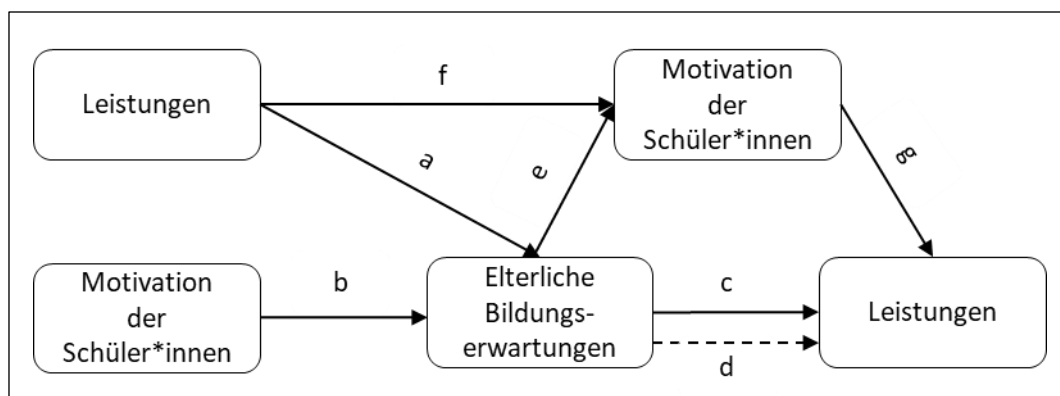 Leistungen
f
Motivation
der
Schüler*innen
a
e
g
Motivation
der
Schüler*innen
b
Elterliche
Bildungs-
erwartungen
c
d
Leistungen